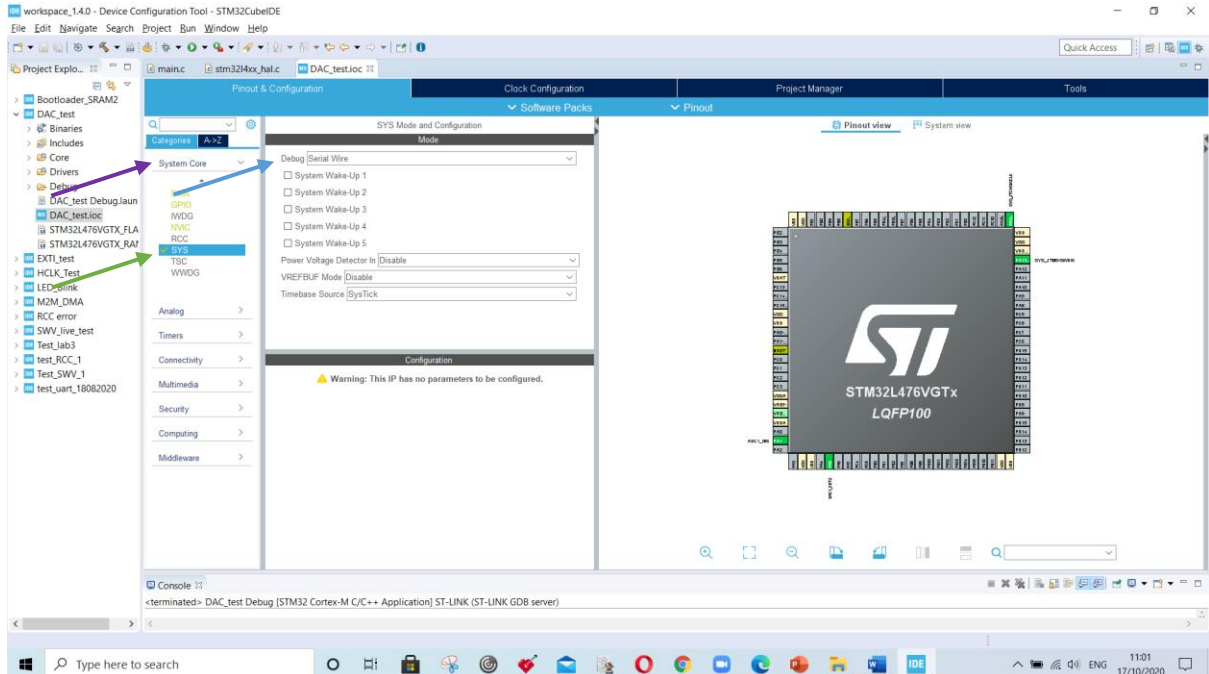 workspace_1.4.0 - Device Configuration Tool - STM32CubeIDE
File Edit Navigate Search Project Run Window Help
Quick Access
Project Explo...
main.c
stm32l4xx_hal.c
DAC_test.ioc
Bootloader_SRAM2
DAC_test
Binaries
Includes
Core
Drivers
Debug
DAC_test Debug.laun
DAC_test.ioc
STM32L476VGTX_FLA
STM32L476VGTX_RAM
EXTI_test
HCLK_Test
LED_Blink
M2M_DMA
RCC error
SWV_live_test
Test_lab3
test_RCC_1
Test_SWV_1
test_uart_18082020
Pinout & Configuration
Clock Configuration
Project Manager
Tools
Software Packs
Pinout
Categories A->Z
System Core
GPIO
IWDG
NVIC
RCC
SYS
TSC
WWDG
Analog
Timers
Connectivity
Multimedia
Security
Computing
Middleware
SYS Mode and Configuration
Mode
Debug Serial Wire
System Wake-Up 1
System Wake-Up 2
System Wake-Up 3
System Wake-Up 4
System Wake-Up 5
Power Voltage Detector In Disable
VREFBUF Mode Disable
Timebase Source SysTick
Configuration
Warning: This IP has no parameters to be configured.
Pinout view
System view
STM32L476VGTx
LQFP100
Console
<terminated> DAC_test Debug [STM32 Cortex-M C/C++ Application] ST-LINK (ST-LINK GDB server)
Type here to search
IDE
ENG
11:01
17/10/2020